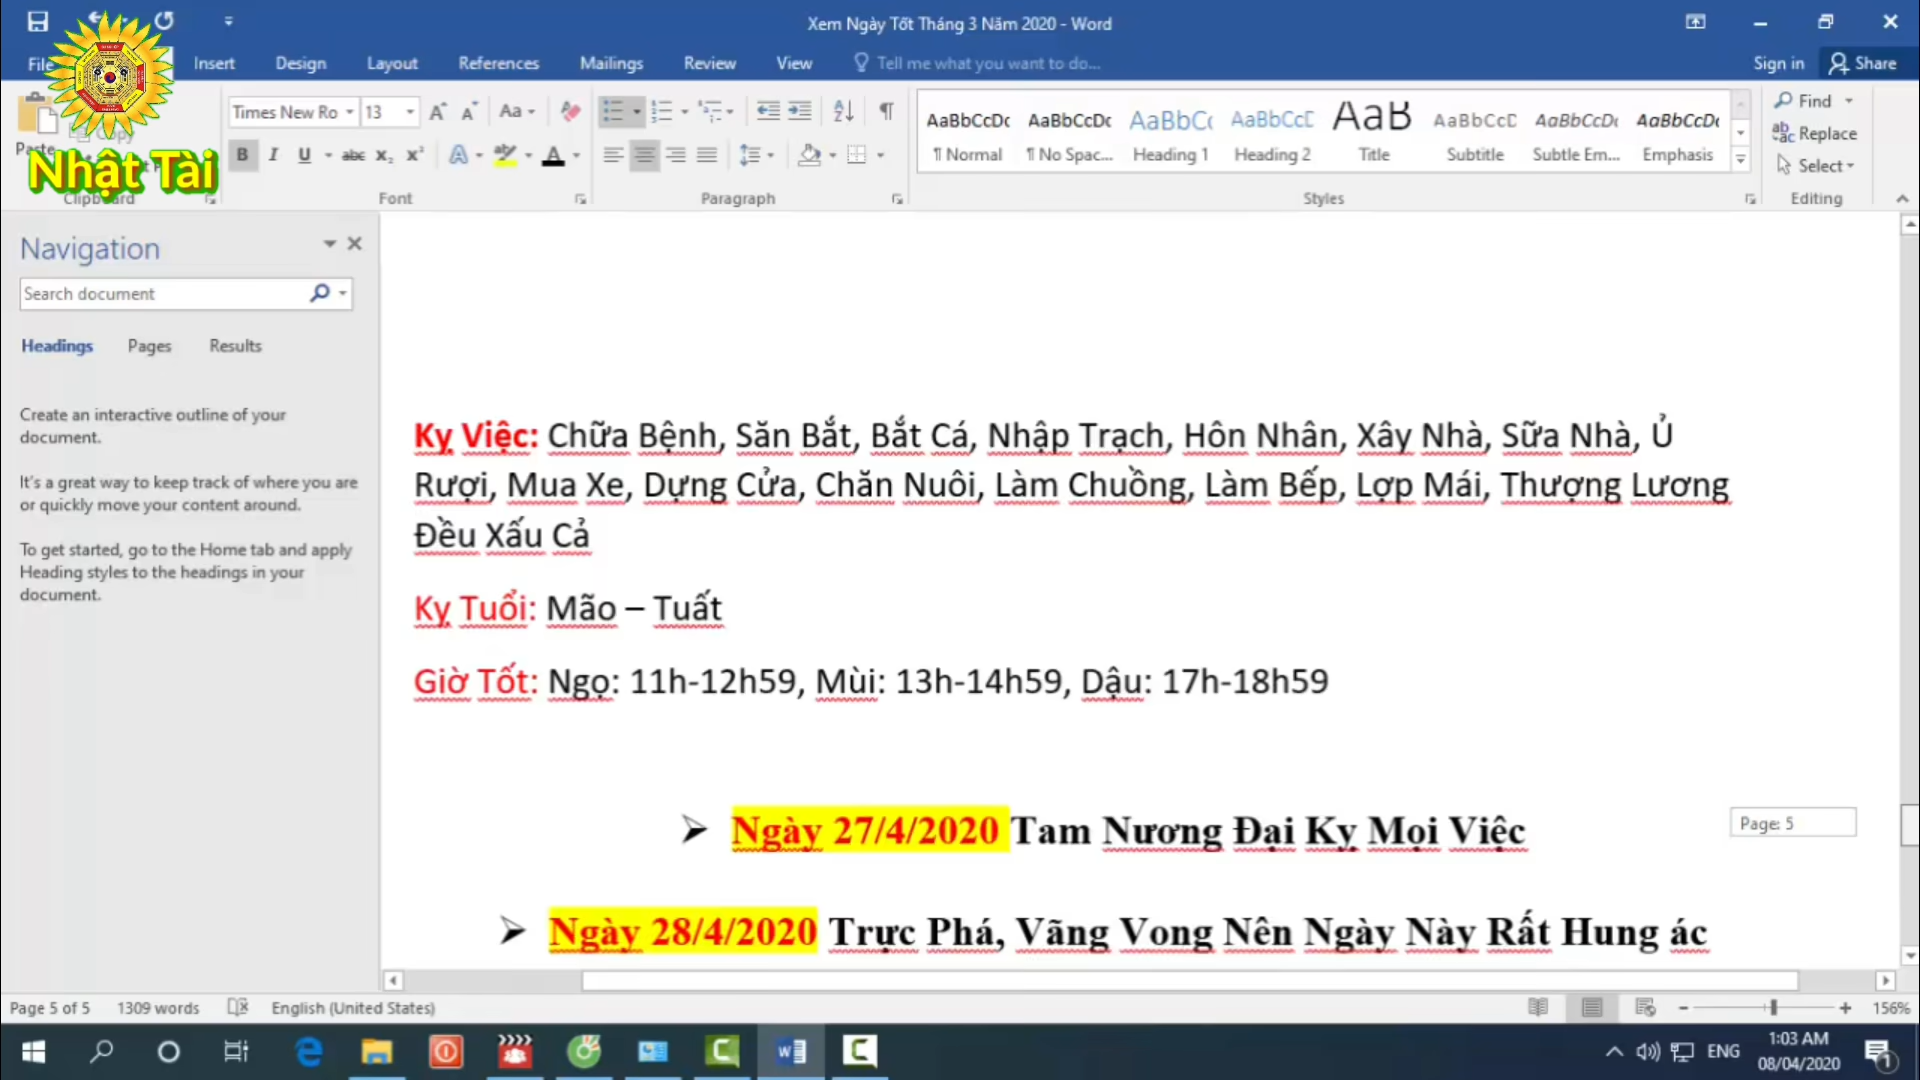 Xem Ngày Tốt Tháng 3 Năm 2020 - Word
File Insert Design Layout References Mailings Review View Tell me what you want to do... Sign in Share
Times New Ro 13 Aa
Paste Copy
Nhật Tài
B I U abc X₂ X² A A
AaBbCcDc AaBbCcDc AaBbCc AaBbCcD AaB AaBbCcD AaBbCcDc AaBbCcDc
¶ Normal ¶ No Spac... Heading 1 Heading 2 Title Subtitle Subtle Em... Emphasis
Find
Replace
Select
Clipboard Font Paragraph Styles Editing
Navigation
Search document
Headings Pages Results
Create an interactive outline of your
document.
It's a great way to keep track of where you are
or quickly move your content around.
To get started, go to the Home tab and apply
Heading styles to the headings in your
document.
Kỵ Việc: Chữa Bệnh, Săn Bắt, Bắt Cá, Nhập Trạch, Hôn Nhân, Xây Nhà, Sữa Nhà, Ủ
Rượi, Mua Xe, Dựng Cửa, Chăn Nuôi, Làm Chuồng, Làm Bếp, Lợp Mái, Thượng Lương
Đều Xấu Cả
Kỵ Tuổi: Mão – Tuất
Giờ Tốt: Ngọ: 11h-12h59, Mùi: 13h-14h59, Dậu: 17h-18h59
➢ Ngày 27/4/2020 Tam Nương Đại Kỵ Mọi Việc
Page: 5
➢ Ngày 28/4/2020 Trực Phá, Vãng Vong Nên Ngày Này Rất Hung ác
Page 5 of 5 1309 words English (United States) 156%
ENG 1:03 AM
08/04/2020
1